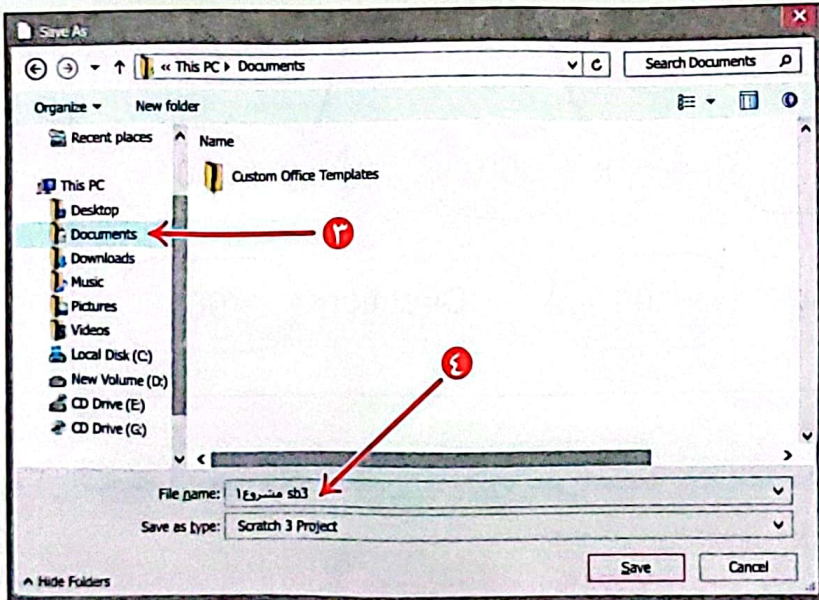 Save As
« This PC ▸ Documents
Search Documents
Organize
New folder
Recent places
This PC
Desktop
Documents
Downloads
Music
Pictures
Videos
Local Disk (C:)
New Volume (D:)
CD Drive (E:)
CD Drive (G:)
Name
Custom Office Templates
٣
٤
File name: مشروع1 sb3
Save as type: Scratch 3 Project
Save
Cancel
Hide Folders